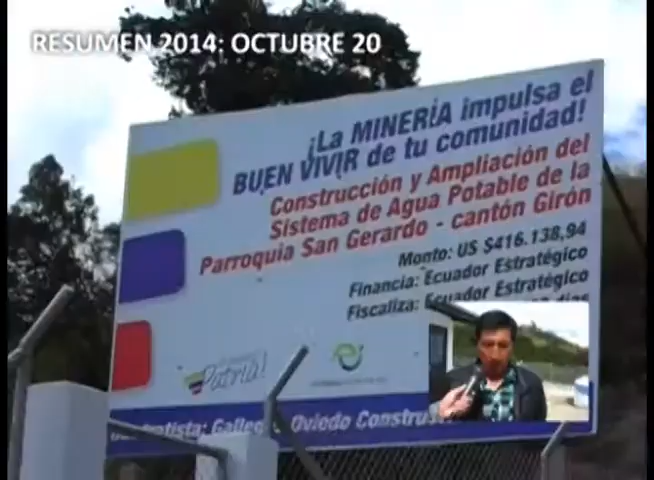 RESUMEN 2014: OCTUBRE 20
¡La MINERÍA impulsa el
BUEN VIVIR de tu comunidad!
Construcción y Ampliación del
Sistema de Agua Potable de la
Parroquia San Gerardo - cantón Girón
Monto: US $416.138,94
Financia: Ecuador Estratégico
Fiscaliza: Ecuador Estratégico
días
Patria!
Oviedo